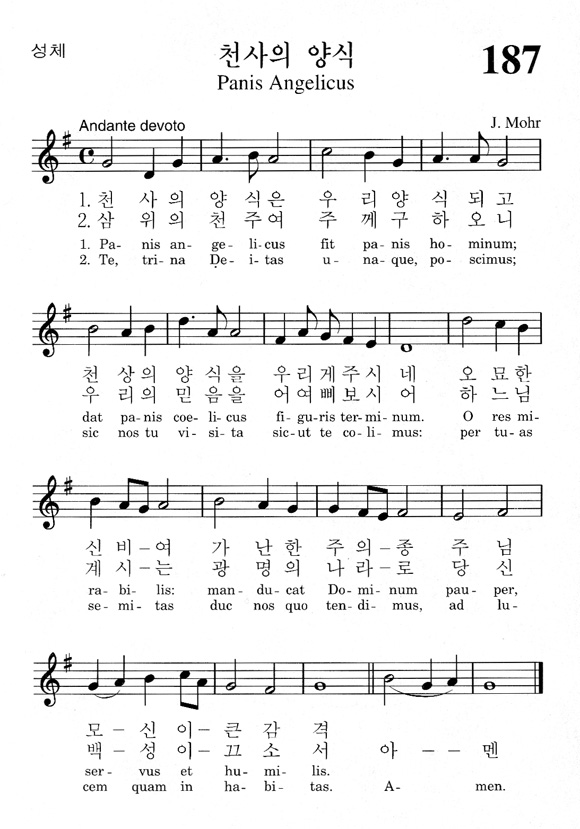 성체
천사의 양식
187
Panis Angelicus
Andante devoto
J. Mohr
1. 천 사의 양 식은 우 리양 식 되고
2. 삼 위의 천 주여 주 께구 하 오니
1. Pa- nis an- ge- li- cus fit pa- nis ho- minum;
2. Te, tri- na De- i- tas u- na- que, po- scimus;
천 상의 양 식을 우리게주시 네 오 묘한
우 리의 믿 음을 어여삐보시 어 하 느님
dat pa- nis coe- li- cus fi- gu- ris ter- mi- num. O res mi-
sic nos tu vi- si- ta sic- ut te co- li- mus: per tu- as
신 비–여 가 난한 주 의–종 주 님
계 시–는 광 명의 나 라–로 당 신
ra- bi- lis: man- du- cat Do- mi- num pau- per,
se- mi- tas duc nos quo ten- di- mus, ad lu-
모 – 신 이–큰 감 격
백 – 성 이–끄 소 서 아 – – 멘
ser- vus et hu- mi- lis.
cem quam in ha- bi- tas. A- men.